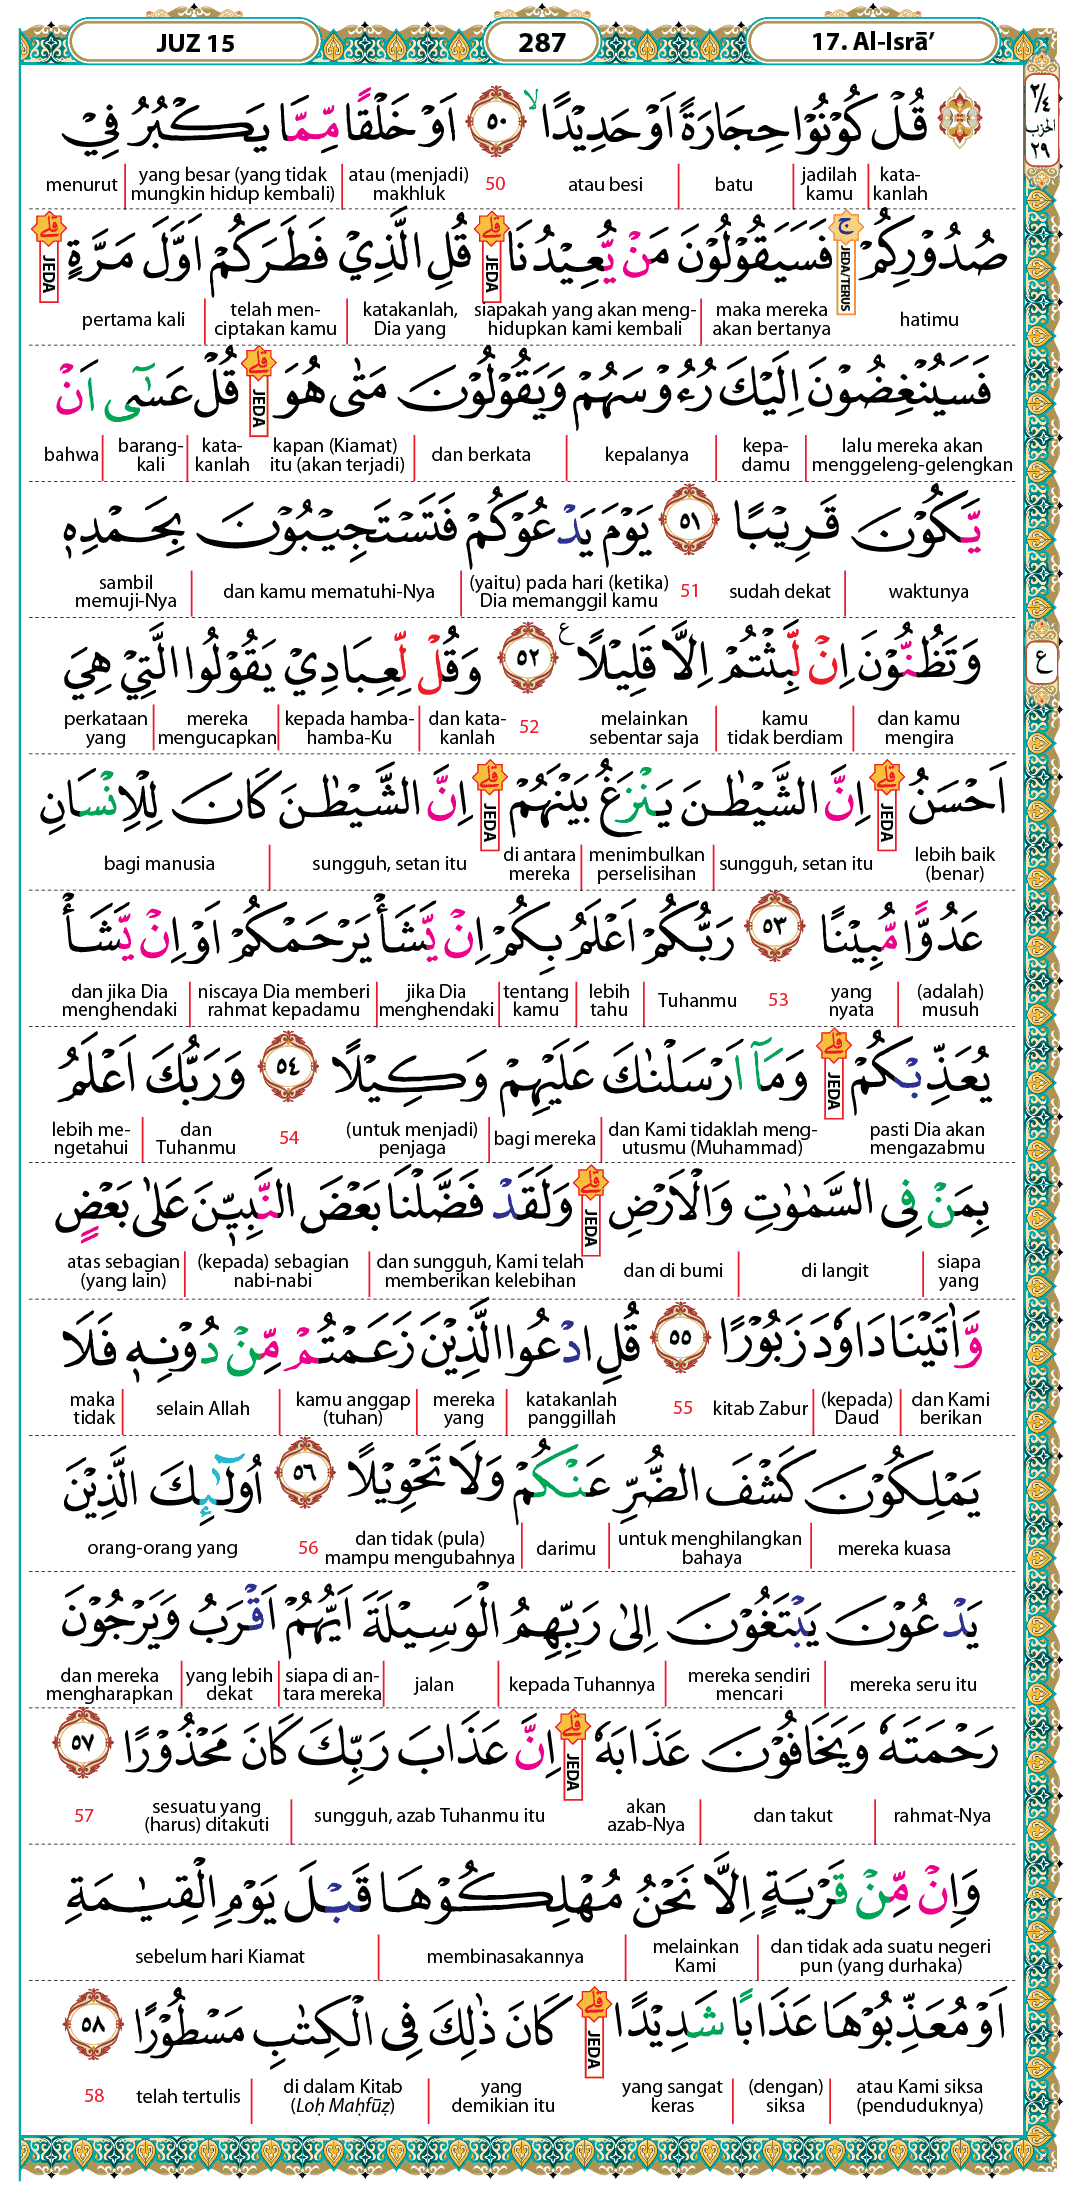 JUZ 15
287
17. Al-Isrā’
٢/٤
الحزب
٢٩
قُلْ كُوْنُوْا حِجَارَةً اَوْ حَدِيْدًاۙ ٥٠ اَوْ خَلْقًا مِّمَّا يَكْبُرُ فِيْ
kata-kanlah | jadilah kamu | batu | atau besi 50 | atau (menjadi) makhluk | yang besar (yang tidak mungkin hidup kembali) | menurut
صُدُوْرِكُمْۚ فَسَيَقُوْلُوْنَ مَنْ يُّعِيْدُنَاۗ قُلِ الَّذِيْ فَطَرَكُمْ اَوَّلَ مَرَّةٍۗ
JEDA/TERUS JEDA JEDA
hatimu | maka mereka akan bertanya | siapakah yang akan meng-hidupkan kami kembali | katakanlah, Dia yang | telah men-ciptakan kamu | pertama kali
فَسَيُنْغِضُوْنَ اِلَيْكَ رُءُوْسَهُمْ وَيَقُوْلُوْنَ مَتٰى هُوَۗ قُلْ عَسٰٓى اَنْ
JEDA
lalu mereka akan menggeleng-gelengkan | kepa-damu | kepalanya | dan berkata | kapan (Kiamat) itu (akan terjadi) | kata-kanlah | barang-kali | bahwa
يَّكُوْنَ قَرِيْبًا ٥١ يَوْمَ يَدْعُوْكُمْ فَتَسْتَجِيْبُوْنَ بِحَمْدِهٖ
waktunya | sudah dekat 51 | (yaitu) pada hari (ketika) Dia memanggil kamu | dan kamu mematuhi-Nya | sambil memuji-Nya
وَتَظُنُّوْنَ اِنْ لَّبِثْتُمْ اِلَّا قَلِيْلًا ࣖ ٥٢ وَقُلْ لِّعِبَادِيْ يَقُوْلُوا الَّتِيْ هِيَ
ع
dan kamu mengira | kamu tidak berdiam | melainkan sebentar saja 52 | dan kata-kanlah | kepada hamba-hamba-Ku | mereka mengucapkan | perkataan yang
اَحْسَنُۗ اِنَّ الشَّيْطٰنَ يَنْزَغُ بَيْنَهُمْۗ اِنَّ الشَّيْطٰنَ كَانَ لِلْاِنْسَانِ
JEDA JEDA
lebih baik (benar) | sungguh, setan itu | menimbulkan perselisihan | di antara mereka | sungguh, setan itu | bagi manusia
عَدُوًّا مُّبِيْنًا ٥٣ رَبُّكُمْ اَعْلَمُ بِكُمْ اِنْ يَّشَأْ يَرْحَمْكُمْ اَوْ اِنْ يَّشَأْ
(adalah) musuh | yang nyata 53 | Tuhanmu | lebih tahu | tentang kamu | jika Dia menghendaki | niscaya Dia memberi rahmat kepadamu | dan jika Dia menghendaki
يُعَذِّبْكُمْۗ وَمَآ اَرْسَلْنٰكَ عَلَيْهِمْ وَكِيْلًا ٥٤ وَرَبُّكَ اَعْلَمُ
JEDA
pasti Dia akan mengazabmu | dan Kami tidaklah meng-utusmu (Muhammad) | bagi mereka | (untuk menjadi) penjaga 54 | dan Tuhanmu | lebih me-ngetahui
بِمَنْ فِى السَّمٰوٰتِ وَالْاَرْضِۗ وَلَقَدْ فَضَّلْنَا بَعْضَ النَّبِيّٖنَ عَلٰى بَعْضٍ
JEDA
siapa yang | di langit | dan di bumi | dan sungguh, Kami telah memberikan kelebihan | (kepada) sebagian nabi-nabi | atas sebagian (yang lain)
وَّاٰتَيْنَا دَاوٗدَ زَبُوْرًا ٥٥ قُلِ ادْعُوا الَّذِيْنَ زَعَمْتُمْ مِّنْ دُوْنِهٖ فَلَا
dan Kami berikan | (kepada) Daud | kitab Zabur 55 | katakanlah panggillah | mereka yang | kamu anggap (tuhan) | selain Allah | maka tidak
يَمْلِكُوْنَ كَشْفَ الضُّرِّ عَنْكُمْ وَلَا تَحْوِيْلًا ٥٦ اُولٰۤىِٕكَ الَّذِيْنَ
mereka kuasa | untuk menghilangkan bahaya | darimu | dan tidak (pula) mampu mengubahnya 56 | orang-orang yang
يَدْعُوْنَ يَبْتَغُوْنَ اِلٰى رَبِّهِمُ الْوَسِيْلَةَ اَيُّهُمْ اَقْرَبُ وَيَرْجُوْنَ
mereka seru itu | mereka sendiri mencari | kepada Tuhannya | jalan | siapa di an-tara mereka | yang lebih dekat | dan mereka mengharapkan
رَحْمَتَهٗ وَيَخَافُوْنَ عَذَابَهٗۗ اِنَّ عَذَابَ رَبِّكَ كَانَ مَحْذُوْرًا ٥٧
JEDA
rahmat-Nya | dan takut | akan azab-Nya | sungguh, azab Tuhanmu itu | sesuatu yang (harus) ditakuti 57
وَاِنْ مِّنْ قَرْيَةٍ اِلَّا نَحْنُ مُهْلِكُوْهَا قَبْلَ يَوْمِ الْقِيٰمَةِ
dan tidak ada suatu negeri pun (yang durhaka) | melainkan Kami | membinasakannya | sebelum hari Kiamat
اَوْ مُعَذِّبُوْهَا عَذَابًا شَدِيْدًاۗ كَانَ ذٰلِكَ فِى الْكِتٰبِ مَسْطُوْرًا ٥٨
JEDA
atau Kami siksa (penduduknya) | (dengan) siksa | yang sangat keras | yang demikian itu | di dalam Kitab (Loḥ Maḥfūẓ) | telah tertulis 58